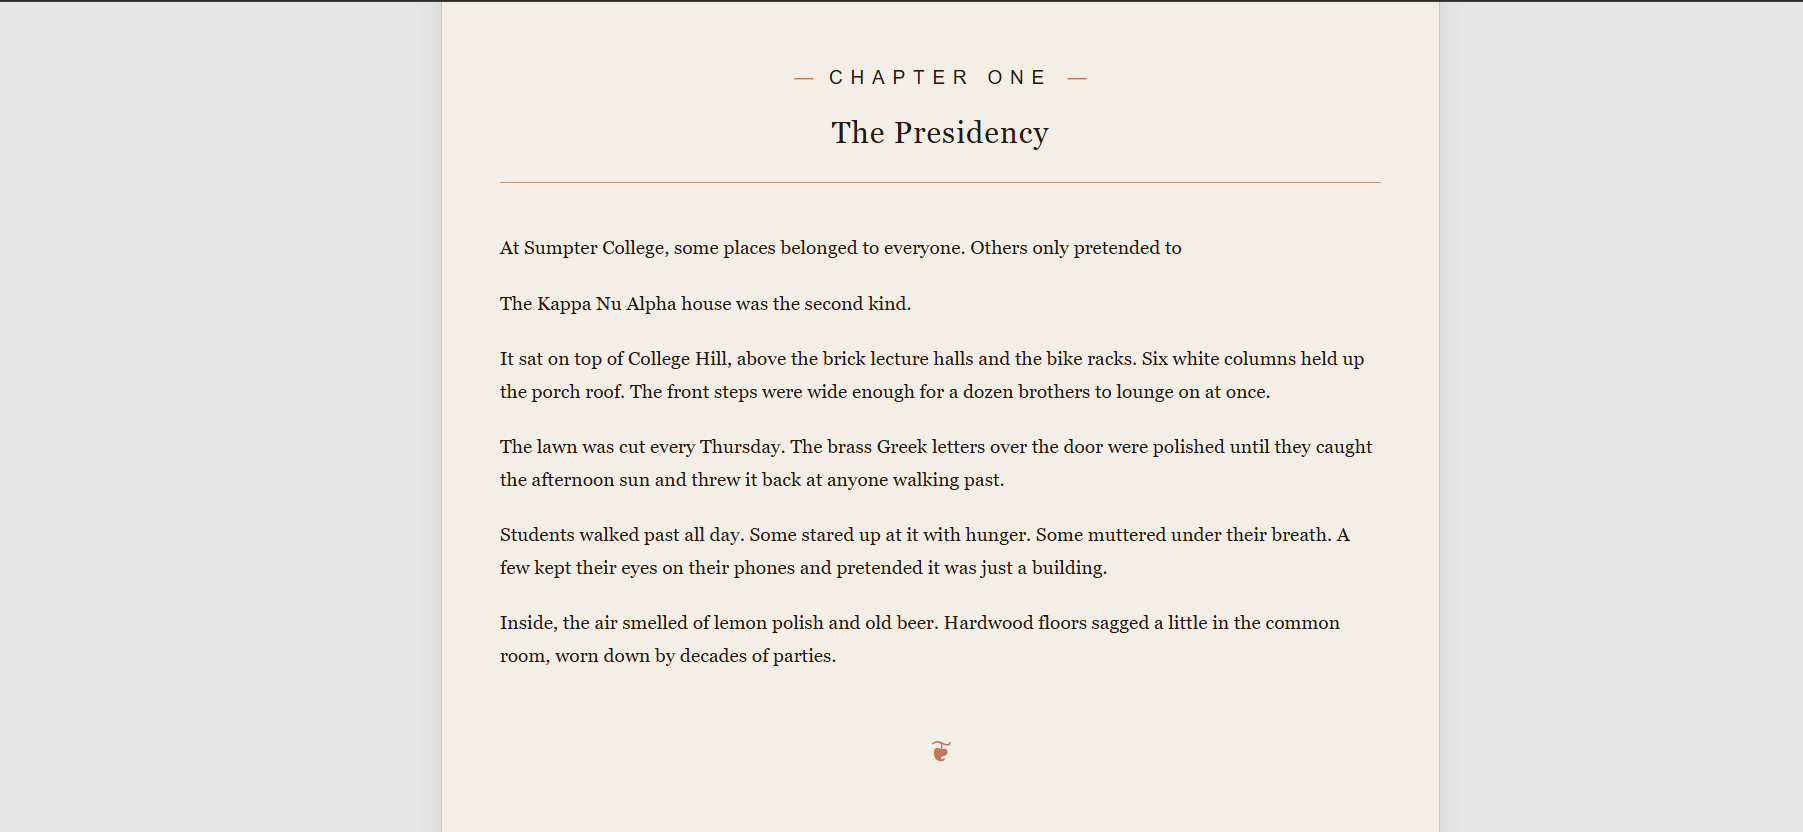 — CHAPTER ONE —
The Presidency
At Sumpter College, some places belonged to everyone. Others only pretended to
The Kappa Nu Alpha house was the second kind.
It sat on top of College Hill, above the brick lecture halls and the bike racks. Six white columns held up
the porch roof. The front steps were wide enough for a dozen brothers to lounge on at once.
The lawn was cut every Thursday. The brass Greek letters over the door were polished until they caught
the afternoon sun and threw it back at anyone walking past.
Students walked past all day. Some stared up at it with hunger. Some muttered under their breath. A
few kept their eyes on their phones and pretended it was just a building.
Inside, the air smelled of lemon polish and old beer. Hardwood floors sagged a little in the common
room, worn down by decades of parties.
❦